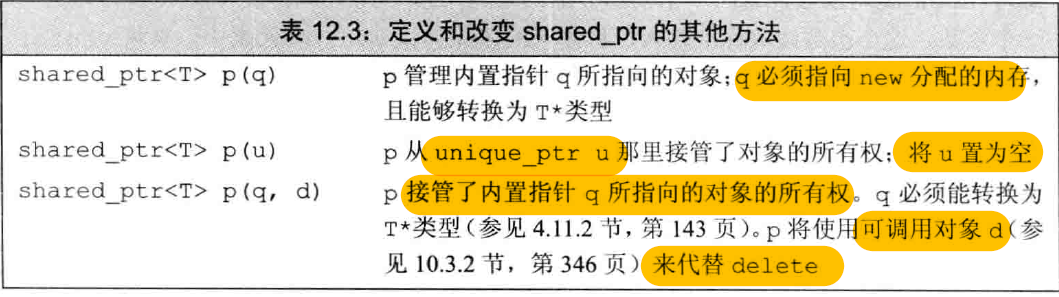 表 12.3：定义和改变 shared_ptr 的其他方法
shared_ptr<T> p(q) p 管理内置指针 q 所指向的对象；q 必须指向 new 分配的内存，
且能够转换为 T*类型
shared_ptr<T> p(u) p 从 unique_ptr u 那里接管了对象的所有权；将 u 置为空
shared_ptr<T> p(q, d) p 接管了内置指针 q 所指向的对象的所有权。q 必须能转换为
T*类型（参见 4.11.2 节，第 143 页）。p 将使用可调用对象 d（参
见 10.3.2 节，第 346 页）来代替 delete